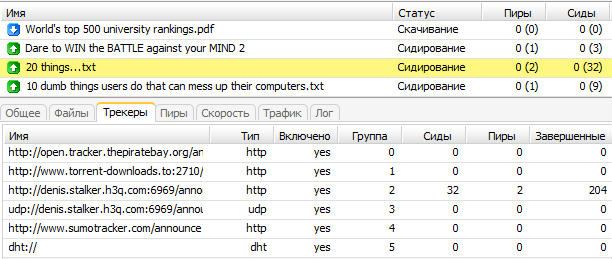 Имя Статус Пиры Сиды
World's top 500 university rankings.pdf Скачивание 0 (0) 0 (0)
Dare to WIN the BATTLE against your MIND 2 Сидирование 0 (1) 0 (3)
20 things...txt Сидирование 0 (2) 0 (32)
10 dumb things users do that can mess up their computers.txt Сидирование 0 (1) 0 (9)
Общее Файлы Трекеры Пиры Скорость Трафик Лог
Имя Тип Включено Группа Сиды Пиры Завершенные
http://open.tracker.thepiratebay.org/an http yes 0 0 0 0
http://www.torrent-downloads.to:2710/ http yes 1 0 0 0
http://denis.stalker.h3q.com:6969/anno http yes 2 32 2 204
udp://denis.stalker.h3q.com:6969/annou udp yes 3 0 0 0
http://www.sumotracker.com/announce http yes 4 0 0 0
dht:// dht yes 5 0 0 0